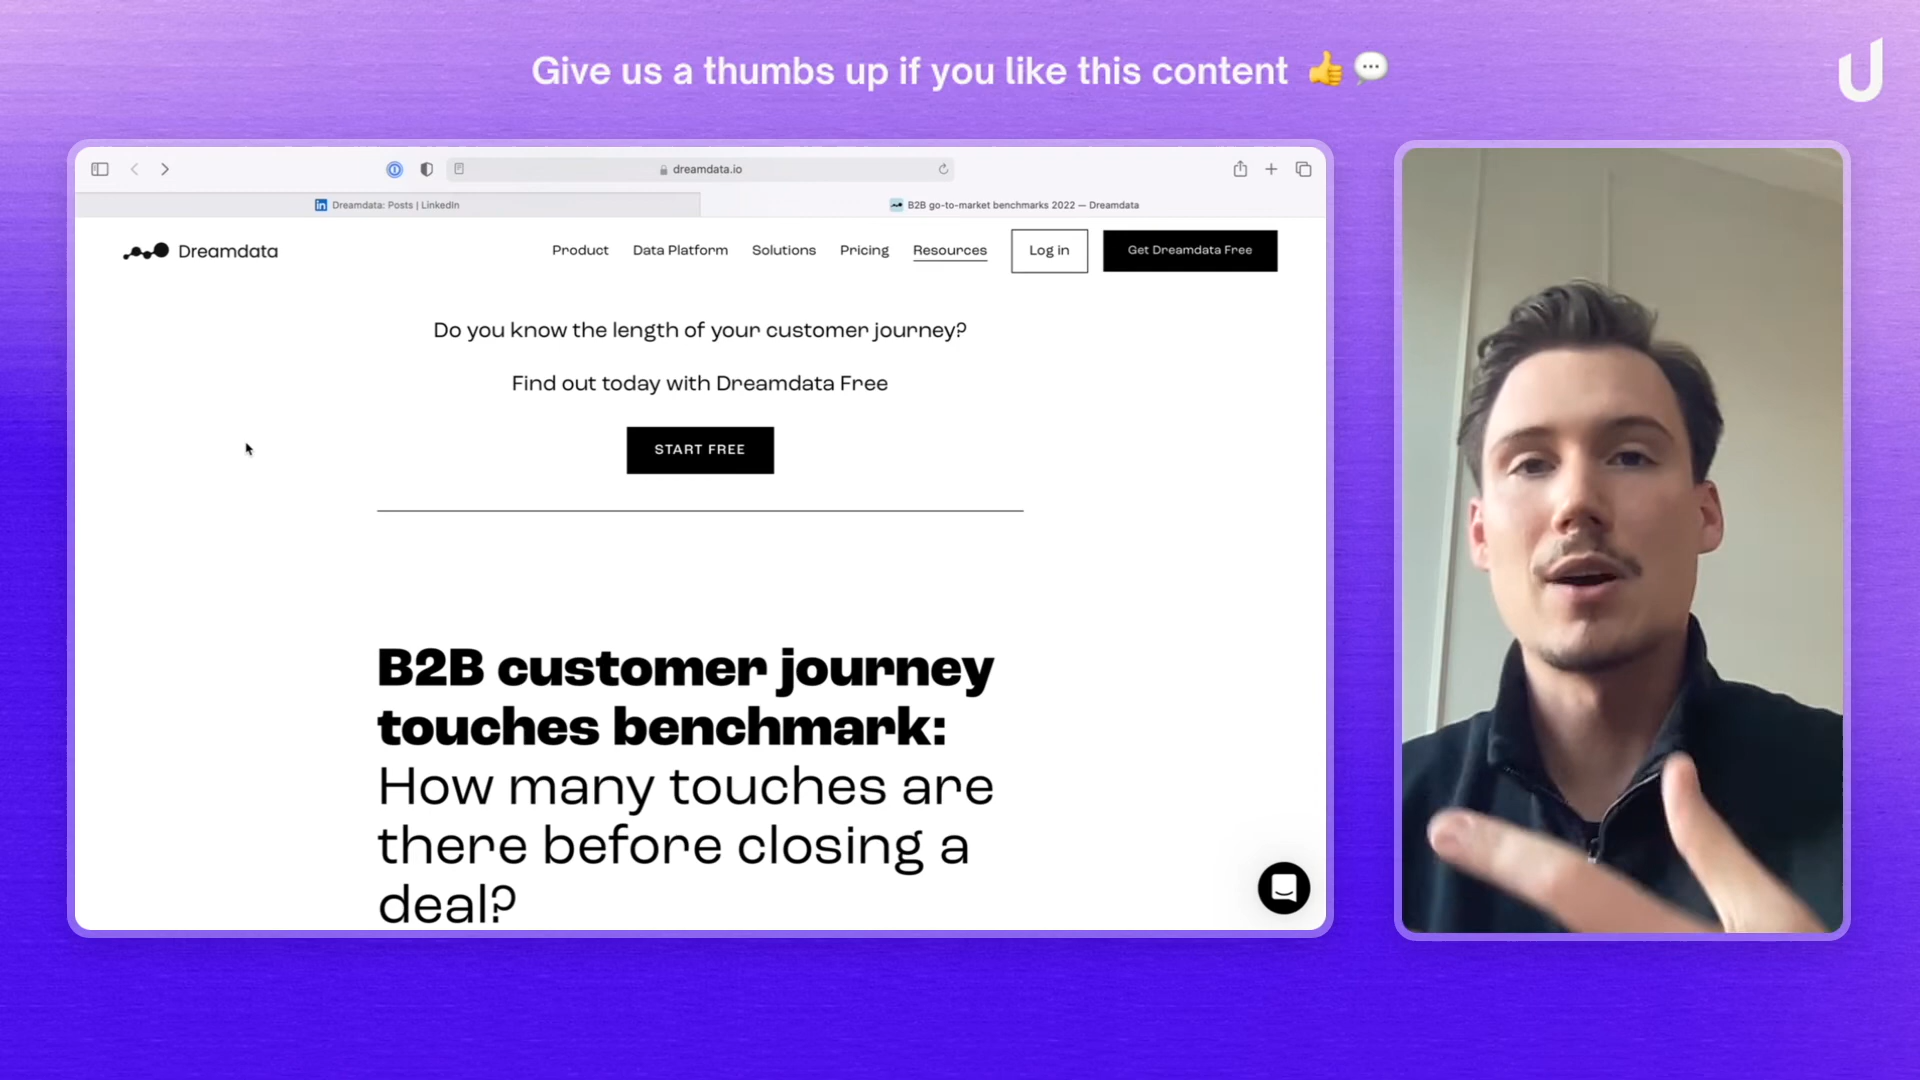 Give us a thumbs up if you like this content 👍💬
dreamdata.io
Dreamdata: Posts | LinkedIn
B2B go-to-market benchmarks 2022 — Dreamdata
Dreamdata
Product
Data Platform
Solutions
Pricing
Resources
Log in
Get Dreamdata Free
Do you know the length of your customer journey?
Find out today with Dreamdata Free
START FREE
B2B customer journey
touches benchmark:
How many touches are
there before closing a
deal?